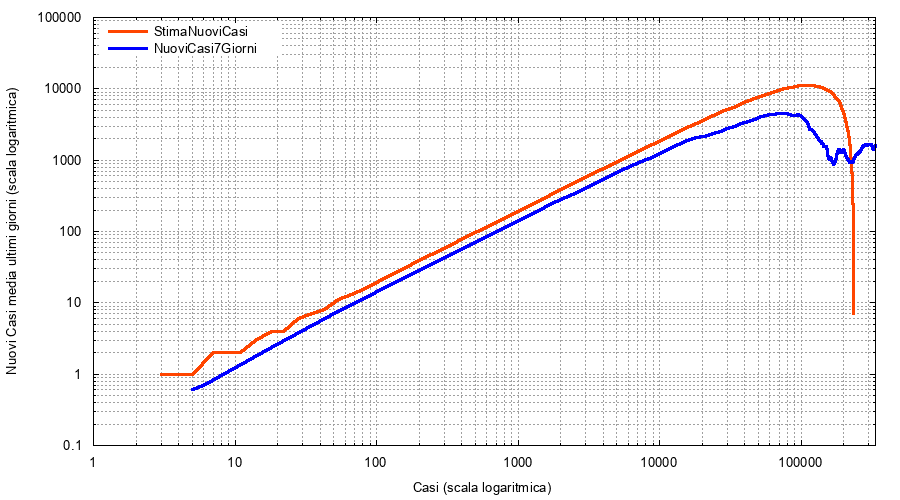 100000
10000
1000
100
10
1
0.1
StimaNuoviCasi
NuoviCasi7Giorni
Nuovi Casi media ultimi giorni (scala logaritmica)
1 10 100 1000 10000 100000
Casi (scala logaritmica)